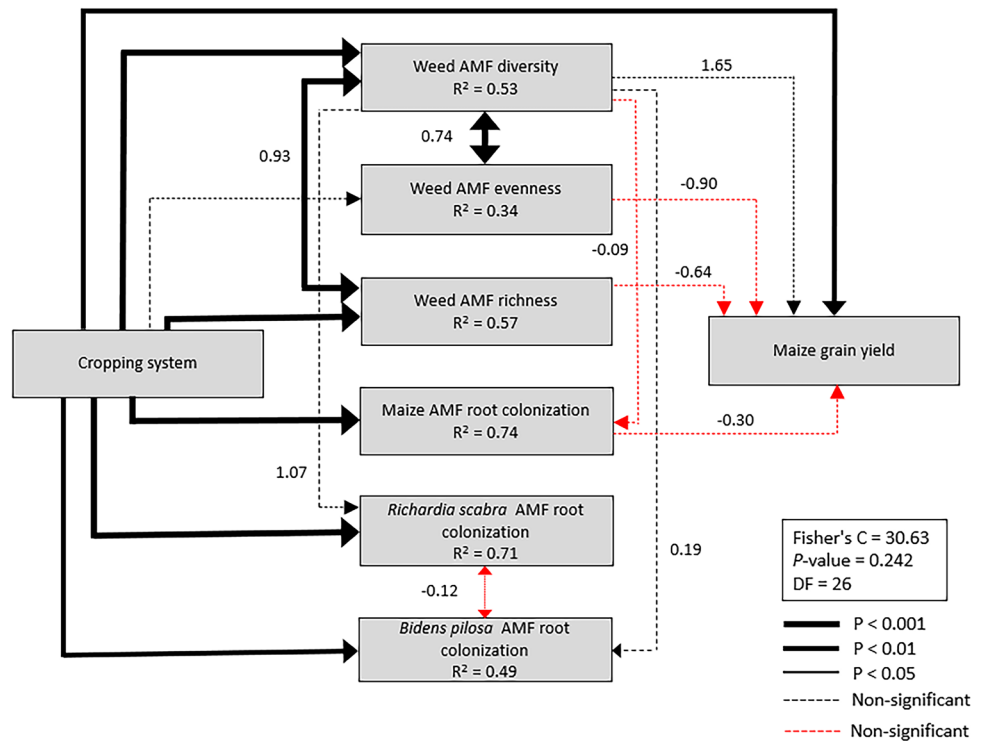 Weed AMF diversity
R² = 0.53
1.65
0.74
0.93
Weed AMF evenness
R² = 0.34
-0.90
-0.09
-0.64
Weed AMF richness
R² = 0.57
Cropping system
Maize grain yield
Maize AMF root colonization
R² = 0.74
-0.30
1.07
Richardia scabra AMF root
colonization
R² = 0.71
0.19
-0.12
Bidens pilosa AMF root
colonization
R² = 0.49
Fisher's C = 30.63
P-value = 0.242
DF = 26
P < 0.001
P < 0.01
P < 0.05
Non-significant
Non-significant